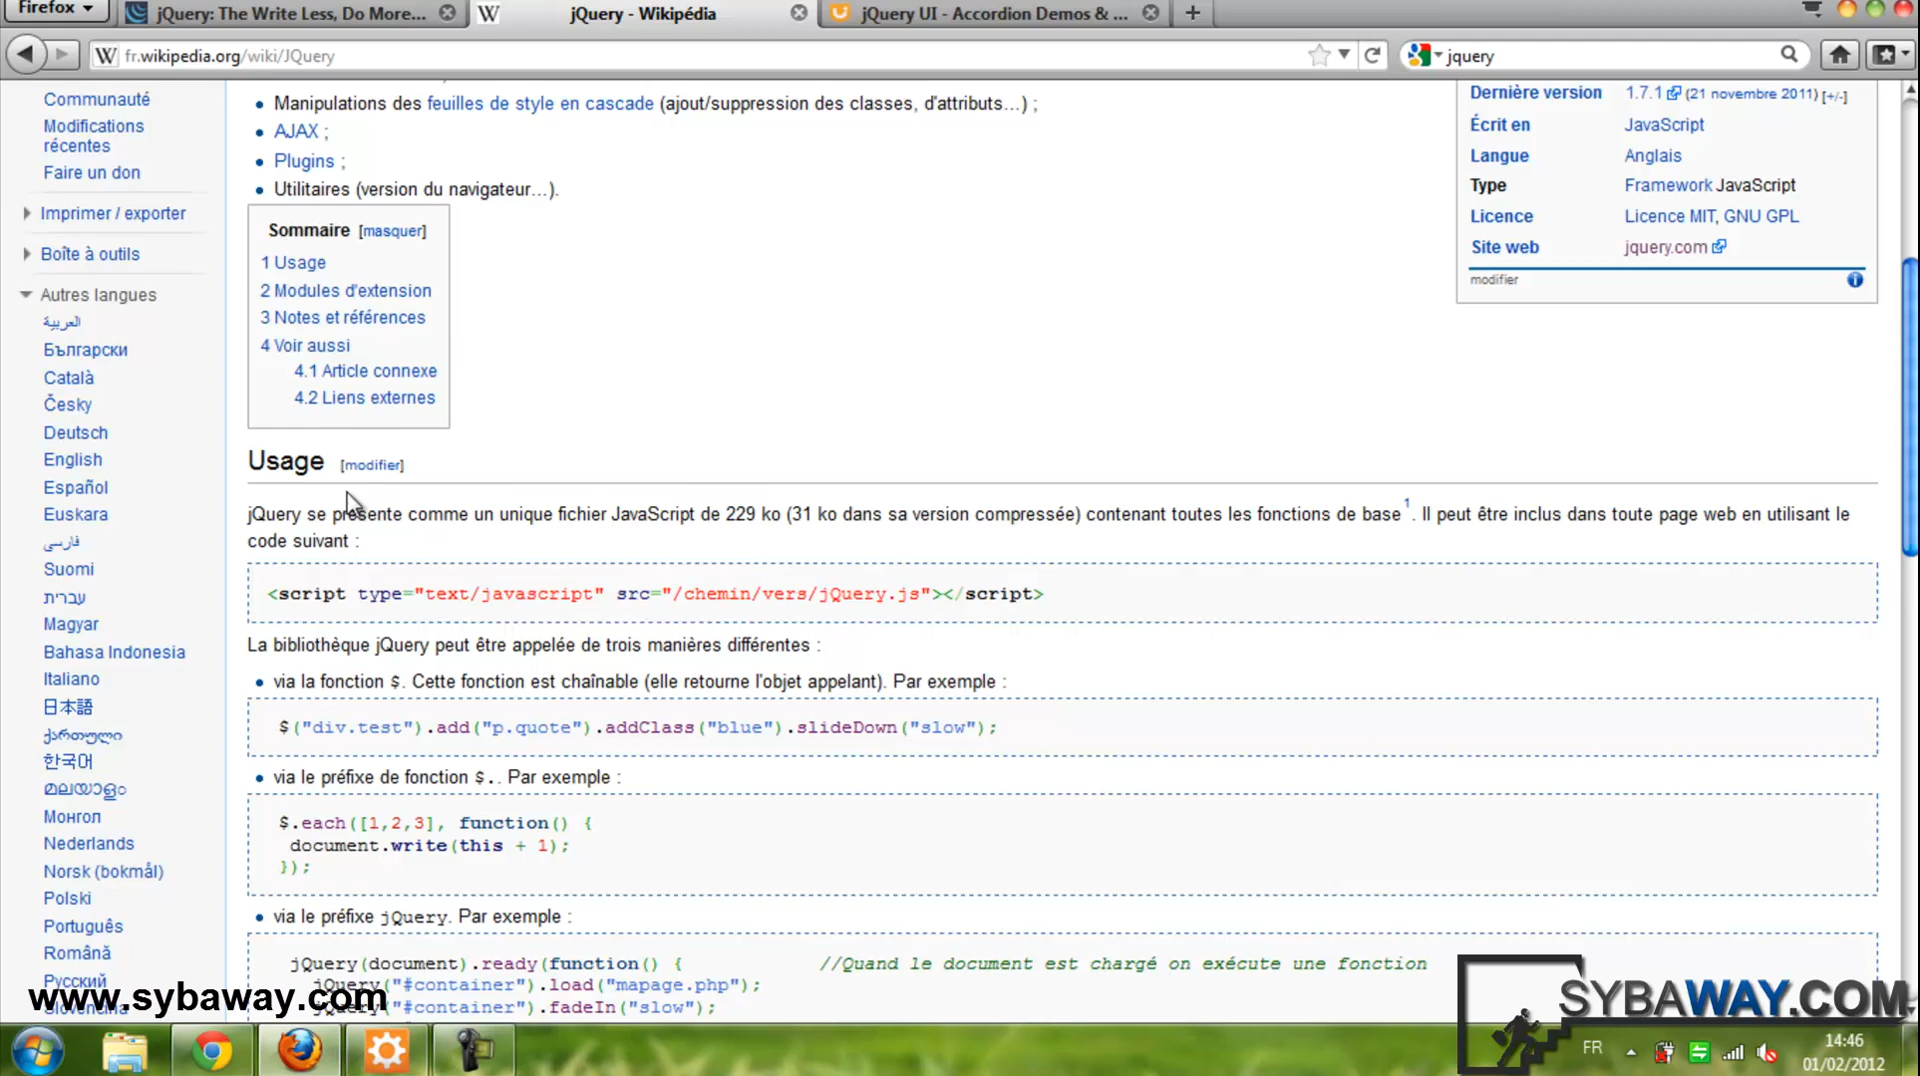 Firefox
jQuery: The Write Less, Do More...
W jQuery - Wikipédia
jQuery UI - Accordion Demos & ...
W fr.wikipedia.org/wiki/JQuery
jquery
Communauté
Modifications
récentes
Faire un don
Imprimer / exporter
Boîte à outils
Autres langues
العربية
Български
Català
Česky
Deutsch
English
Español
Euskara
فارسی
Suomi
עברית
Magyar
Bahasa Indonesia
Italiano
日本語
ქართული
한국어
മലയാളം
Монгол
Nederlands
Norsk (bokmål)
Polski
Português
Română
Русский
Slovenčina
Manipulations des feuilles de style en cascade (ajout/suppression des classes, d'attributs...) ;
AJAX ;
Plugins ;
Utilitaires (version du navigateur...).
Sommaire [masquer]
1 Usage
2 Modules d'extension
3 Notes et références
4 Voir aussi
4.1 Article connexe
4.2 Liens externes
Dernière version 1.7.1 (21 novembre 2011) [+/-]
Écrit en JavaScript
Langue Anglais
Type Framework JavaScript
Licence Licence MIT, GNU GPL
Site web jquery.com
modifier
Usage [modifier]
jQuery se présente comme un unique fichier JavaScript de 229 ko (31 ko dans sa version compressée) contenant toutes les fonctions de base 1. Il peut être inclus dans toute page web en utilisant le
code suivant :
<script type="text/javascript" src="/chemin/vers/jQuery.js"></script>
La bibliothèque jQuery peut être appelée de trois manières différentes :
via la fonction $. Cette fonction est chaînable (elle retourne l'objet appelant). Par exemple :
$("div.test").add("p.quote").addClass("blue").slideDown("slow");
via le préfixe de fonction $.. Par exemple :
$.each([1,2,3], function() {
document.write(this + 1);
});
via le préfixe jQuery. Par exemple :
jQuery(document).ready(function() { //Quand le document est chargé on exécute une fonction
jQuery("#container").load("mapage.php");
jQuery("#container").fadeIn("slow");
www.sybaway.com
SYBAWAY.COM
FR
14:46
01/02/2012